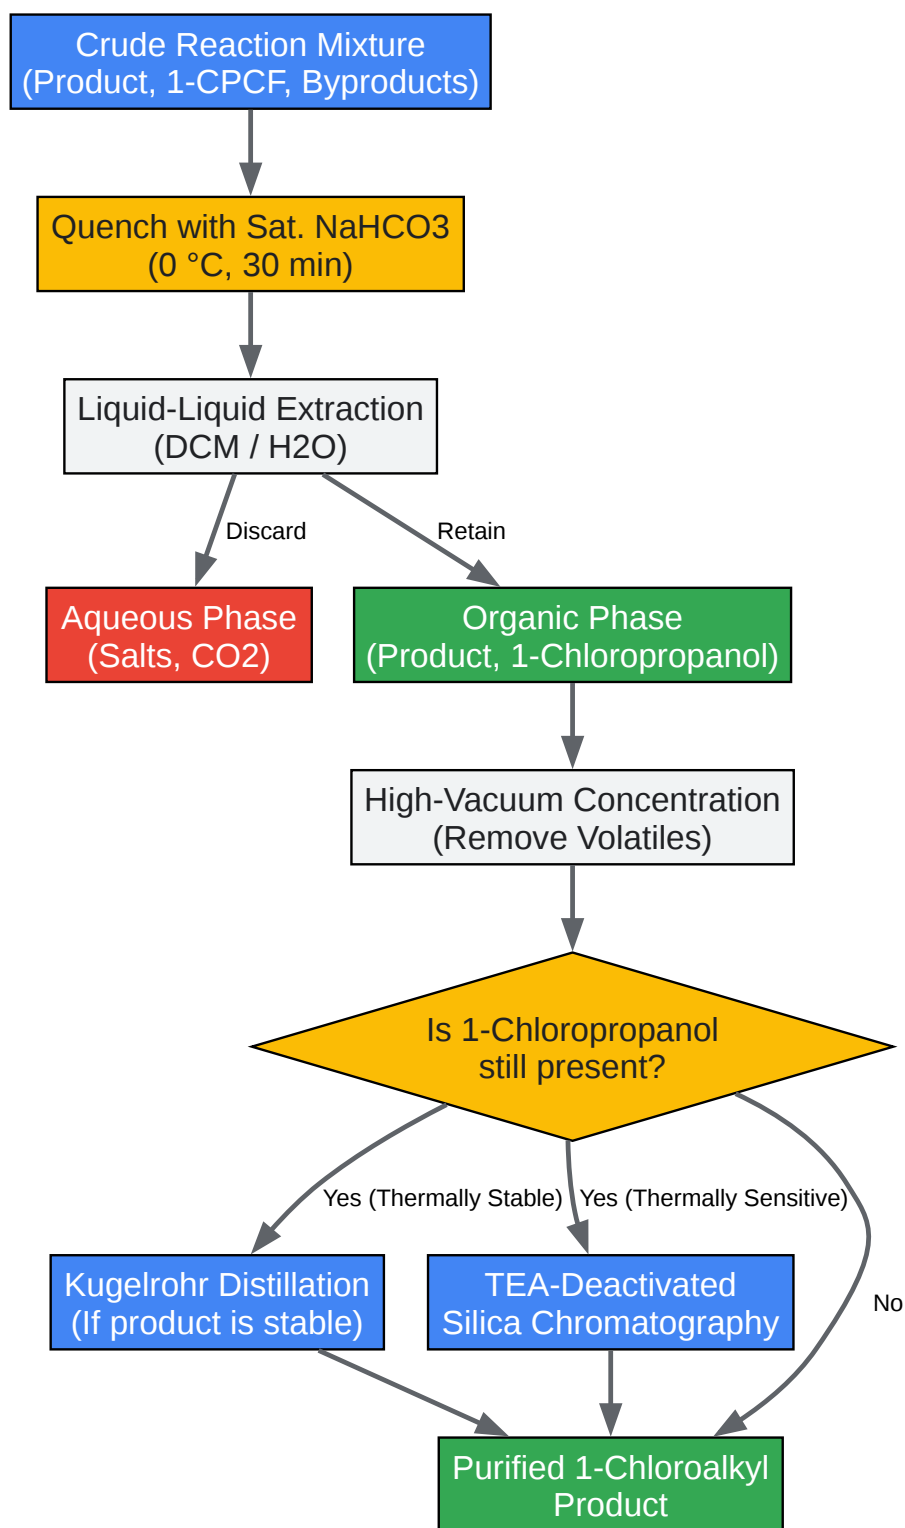 Crude Reaction Mixture
(Product, 1-CPCF, Byproducts)
Quench with Sat. NaHCO3
(0 °C, 30 min)
Liquid-Liquid Extraction
(DCM / H2O)
Discard
Retain
Aqueous Phase
(Salts, CO2)
Organic Phase
(Product, 1-Chloropropanol)
High-Vacuum Concentration
(Remove Volatiles)
Is 1-Chloropropanol
still present?
Yes (Thermally Stable)
Yes (Thermally Sensitive)
No
Kugelrohr Distillation
(If product is stable)
TEA-Deactivated
Silica Chromatography
Purified 1-Chloroalkyl
Product